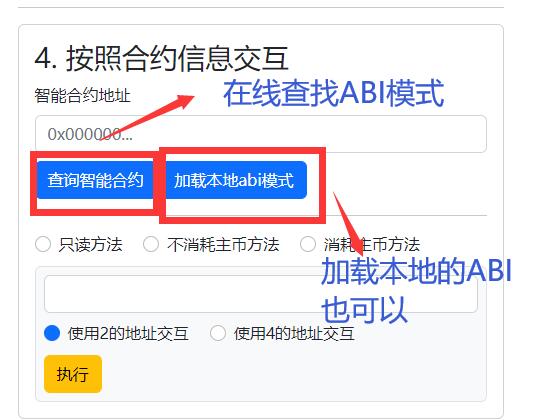 4. 按照合约信息交互
智能合约地址
在线查找ABI模式
0x000000...
查询智能合约
加载本地abi模式
只读方法
不消耗主币方法
消耗主币方法
加载本地的ABI
也可以
使用2的地址交互
使用4的地址交互
执行